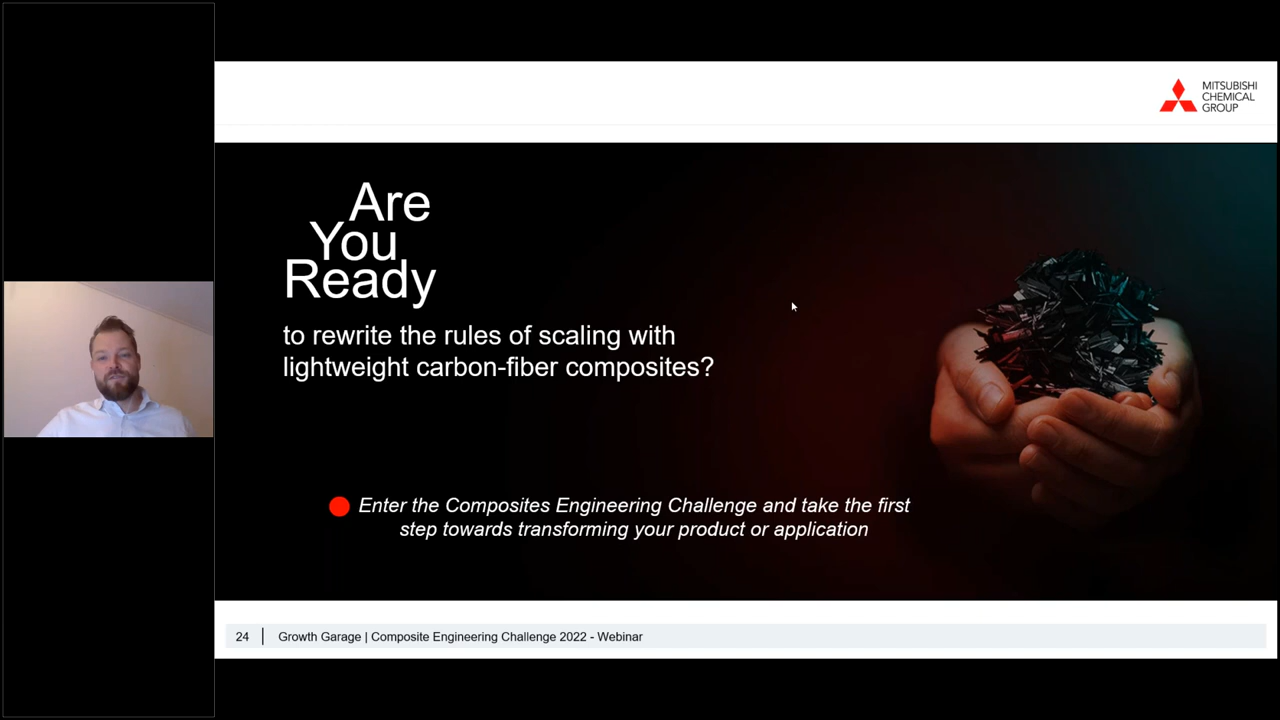 MITSUBISHI
CHEMICAL
GROUP
Are
You
Ready
to rewrite the rules of scaling with
lightweight carbon-fiber composites?
Enter the Composites Engineering Challenge and take the first
step towards transforming your product or application
24 | Growth Garage | Composite Engineering Challenge 2022 - Webinar